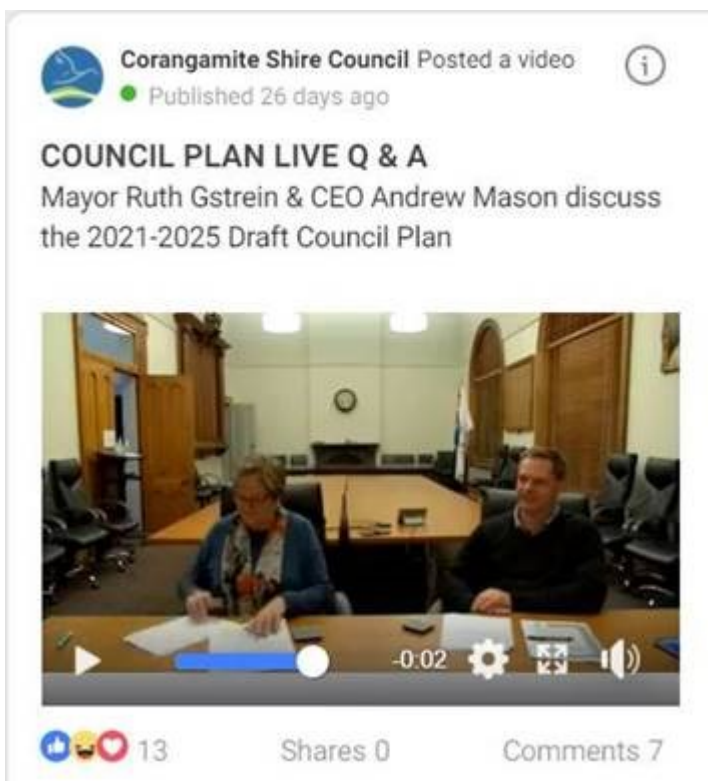 Corangamite Shire Council Posted a video
Published 26 days ago
COUNCIL PLAN LIVE Q & A
Mayor Ruth Gstrein & CEO Andrew Mason discuss
the 2021-2025 Draft Council Plan
-0:02
13 Shares 0 Comments 7